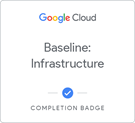 Google Cloud
Baseline:
Infrastructure
COMPLETION BADGE